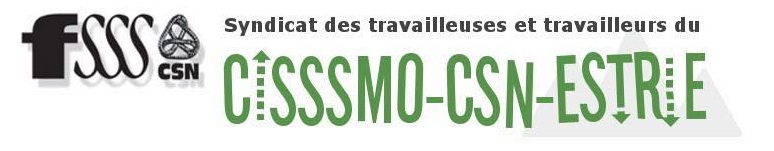 fsss CSN
Syndicat des travailleuses et travailleurs du
CISSSMO-CSN-ESTRIE